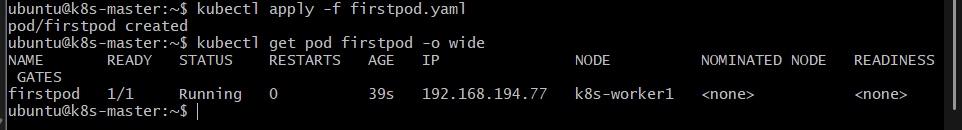 ubuntu@k8s-master:~$ kubectl apply -f firstpod.yaml
pod/firstpod created
ubuntu@k8s-master:~$ kubectl get pod firstpod -o wide
NAME       READY   STATUS    RESTARTS   AGE   IP               NODE          NOMINATED NODE   READINESS
 GATES
firstpod   1/1     Running   0          39s   192.168.194.77   k8s-worker1   <none>           <none>
ubuntu@k8s-master:~$